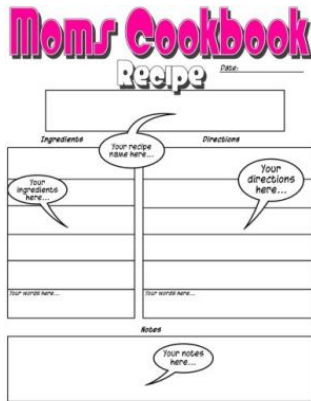 Moms Cookbook
Recipe
Date:
Your recipe
name here...
Ingredients
Directions
Your
ingredients
here...
Your
directions
here...
Your words here...
Your words here...
Notes
Your notes
here...